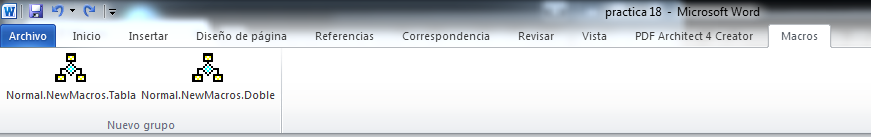 practica 18 - Microsoft Word
Archivo Inicio Insertar Diseño de página Referencias Correspondencia Revisar Vista PDF Architect 4 Creator Macros
Normal.NewMacros.Tabla Normal.NewMacros.Doble
Nuevo grupo